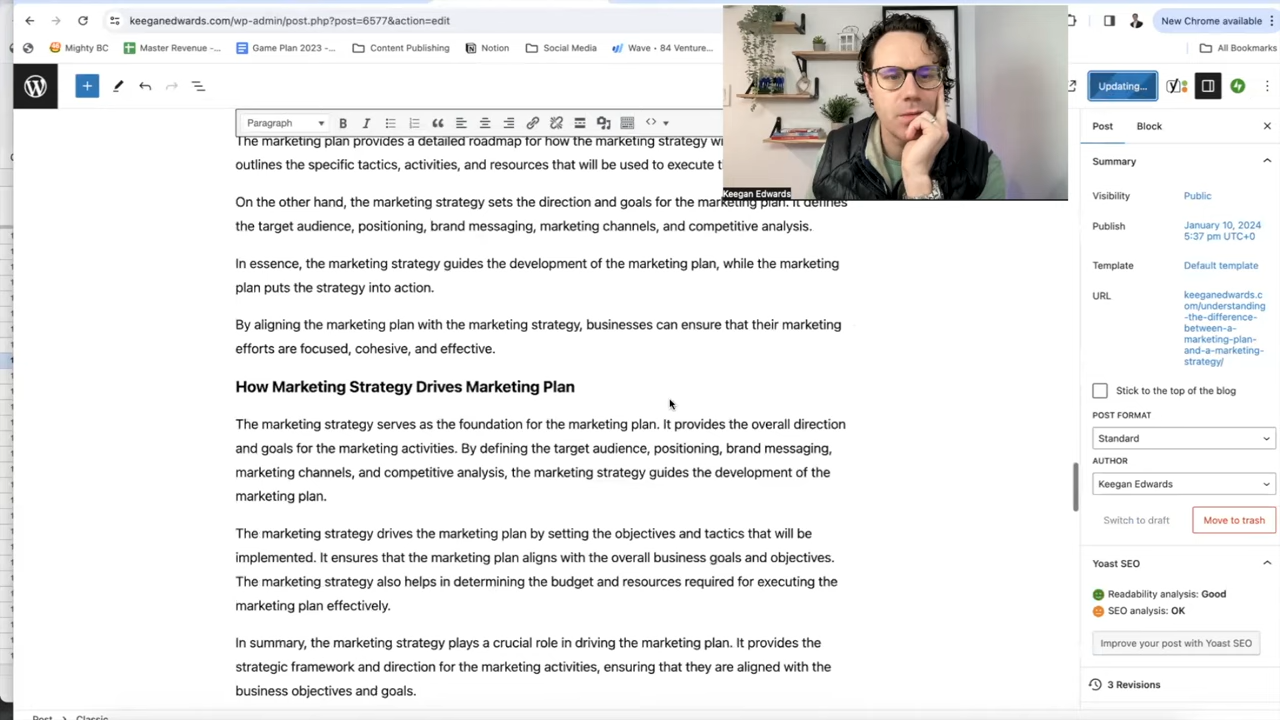 keeganedwards.com/wp-admin/post.php?post=6577&action=edit
New Chrome available
Mighty BC
Master Revenue -...
Game Plan 2023 -...
Content Publishing
Notion
Social Media
Wave • 84 Venture...
All Bookmarks
Updating...
Paragraph
Keegan Edwards
The marketing plan provides a detailed roadmap for how the marketing strategy
outlines the specific tactics, activities, and resources that will be used to execute
On the other hand, the marketing strategy sets the direction and goals for the marketing plan. It defines
the target audience, positioning, brand messaging, marketing channels, and competitive analysis.
In essence, the marketing strategy guides the development of the marketing plan, while the marketing
plan puts the strategy into action.
By aligning the marketing plan with the marketing strategy, businesses can ensure that their marketing
efforts are focused, cohesive, and effective.
How Marketing Strategy Drives Marketing Plan
The marketing strategy serves as the foundation for the marketing plan. It provides the overall direction
and goals for the marketing activities. By defining the target audience, positioning, brand messaging,
marketing channels, and competitive analysis, the marketing strategy guides the development of the
marketing plan.
The marketing strategy drives the marketing plan by setting the objectives and tactics that will be
implemented. It ensures that the marketing plan aligns with the overall business goals and objectives.
The marketing strategy also helps in determining the budget and resources required for executing the
marketing plan effectively.
In summary, the marketing strategy plays a crucial role in driving the marketing plan. It provides the
strategic framework and direction for the marketing activities, ensuring that they are aligned with the
business objectives and goals.
Post
Block
Summary
Visibility
Public
Publish
January 10, 2024
5:37 pm UTC+0
Template
Default template
URL
keeganedwards.c
om/understanding
-the-difference-
between-a-
marketing-plan-
and-a-marketing-
strategy/
Stick to the top of the blog
POST FORMAT
Standard
AUTHOR
Keegan Edwards
Switch to draft
Move to trash
Yoast SEO
Readability analysis: Good
SEO analysis: OK
Improve your post with Yoast SEO
3 Revisions
Post
Classic